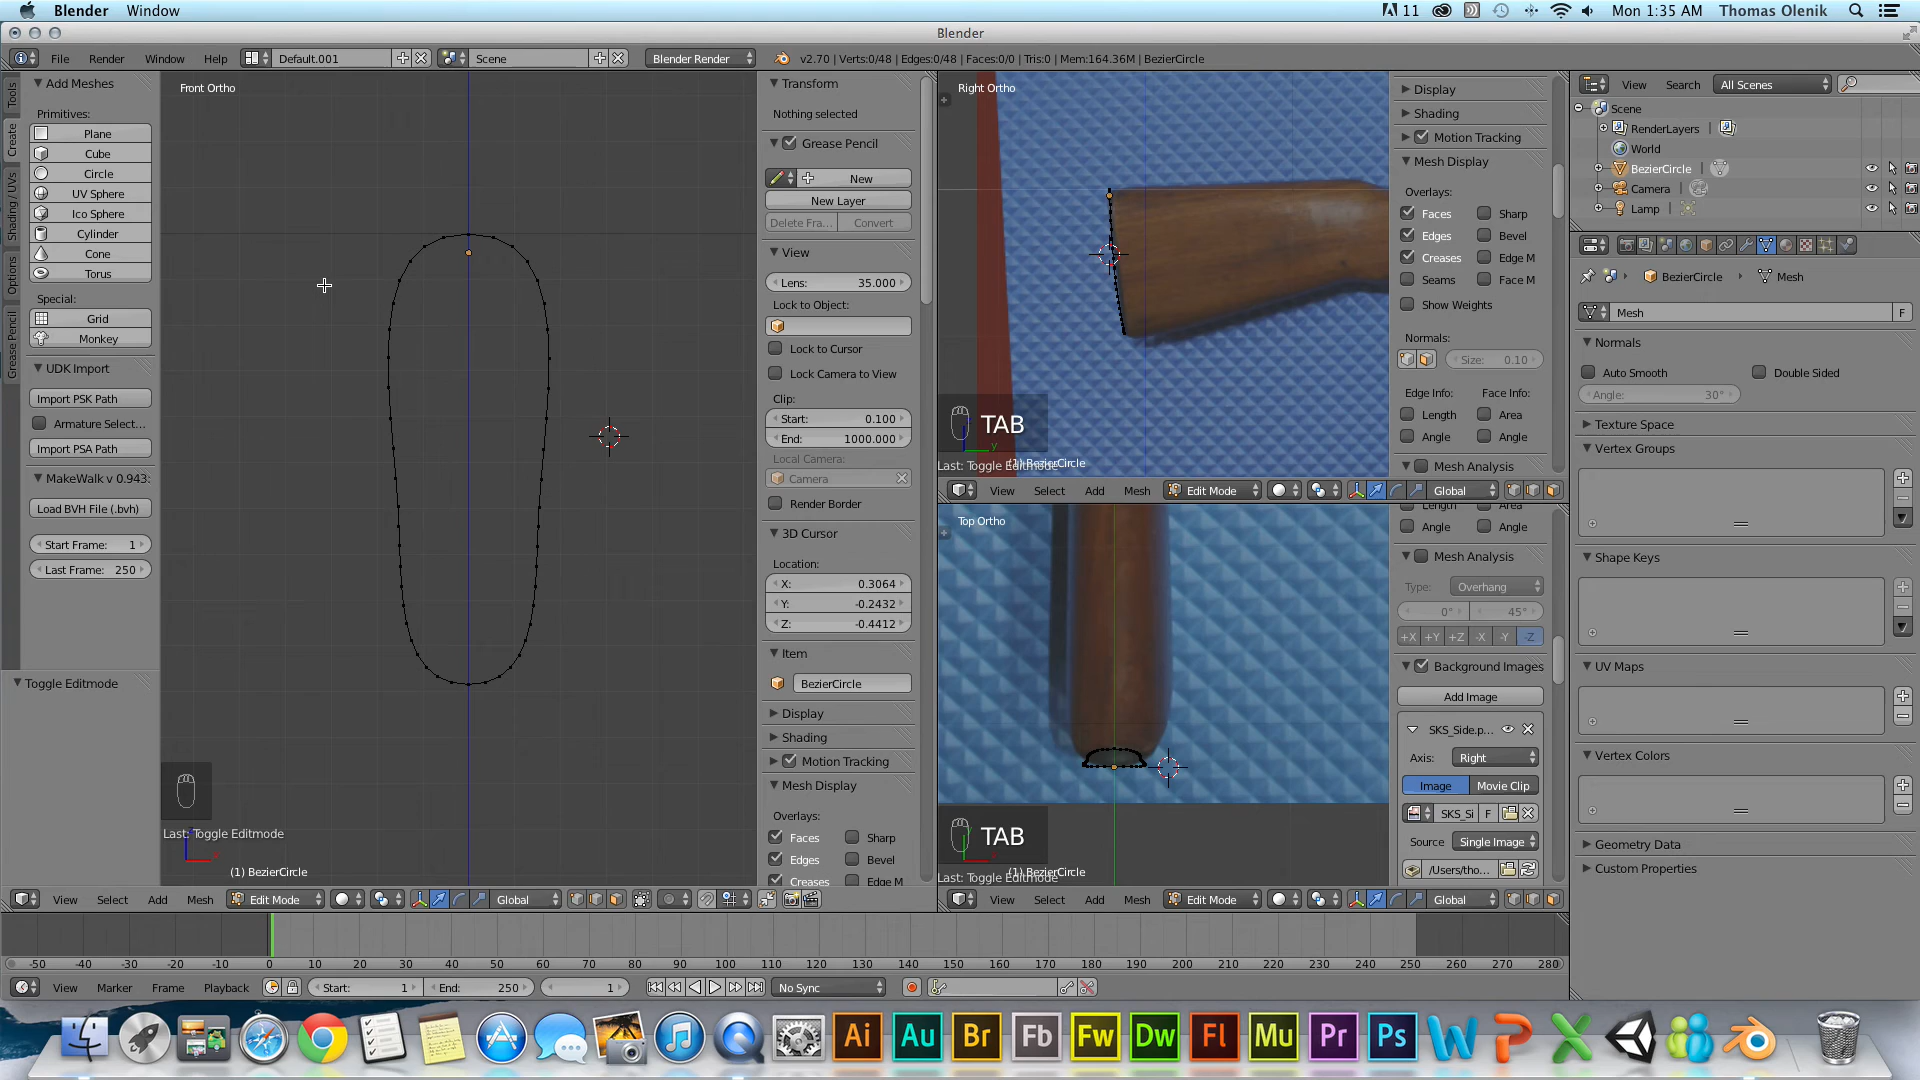 Blender Window
11
Mon 1:35 AM Thomas Olenik
Blender
File Render Window Help
Default.001
Scene
Blender Render
v2.70 | Verts:0/48 | Edges:0/48 | Faces:0/0 | Tris:0 | Mem:164.36M | BezierCircle
Tools
Create
Shading / UVs
Options
Grease Pencil
Add Meshes
Primitives:
Plane
Cube
Circle
UV Sphere
Ico Sphere
Cylinder
Cone
Torus
Special:
Grid
Monkey
UDK Import
Import PSK Path
Armature Select...
Import PSA Path
MakeWalk v 0.943:
Load BVH File (.bvh)
Start Frame: 1
Last Frame: 250
Toggle Editmode
Front Ortho
Last: Toggle Editmode
(1) BezierCircle
Transform
Nothing selected
Grease Pencil
New
New Layer
Delete Fra...
Convert
View
Lens: 35.000
Lock to Object:
Lock to Cursor
Lock Camera to View
Clip:
Start: 0.100
End: 1000.000
Local Camera:
Camera
Render Border
3D Cursor
Location:
X: 0.3064
Y: -0.2432
Z: -0.4412
Item
BezierCircle
Display
Shading
Motion Tracking
Mesh Display
Overlays:
Faces Sharp
Edges Bevel
Creases Edge M
View Select Add Mesh Edit Mode Global
Right Ortho
TAB
Last: Toggle Editmode
(1) BezierCircle
Display
Shading
Motion Tracking
Mesh Display
Overlays:
Faces Sharp
Edges Bevel
Creases Edge M
Seams Face M
Show Weights
Normals:
Size: 0.10
Edge Info: Face Info:
Length Area
Angle Angle
Mesh Analysis
View Select Add Mesh Edit Mode Global
Top Ortho
TAB
Last: Toggle Editmode
(1) BezierCircle
Length Area
Angle Angle
Mesh Analysis
Type: Overhang
0° 45°
+X +Y +Z -X -Y -Z
Background Images
Add Image
SKS_Side.p...
Axis: Right
Image Movie Clip
SKS_Si F
Source Single Image
/Users/tho...
View Select Add Mesh Edit Mode Global
View Search All Scenes
Scene
RenderLayers
World
BezierCircle
Camera
Lamp
BezierCircle Mesh
Mesh F
Normals
Auto Smooth Double Sided
Angle: 30°
Texture Space
Vertex Groups
Shape Keys
UV Maps
Vertex Colors
Geometry Data
Custom Properties
-50 -40 -30 -20 -10 0 10 20 30 40 50 60 70 80 90 100 110 120 130 140 150 160 170 180 190 200 210 220 230 240 250 260 270 280
View Marker Frame Playback Start: 1 End: 250 1 No Sync
Ai Au Br Fb Fw Dw Fl Mu Pr Ps